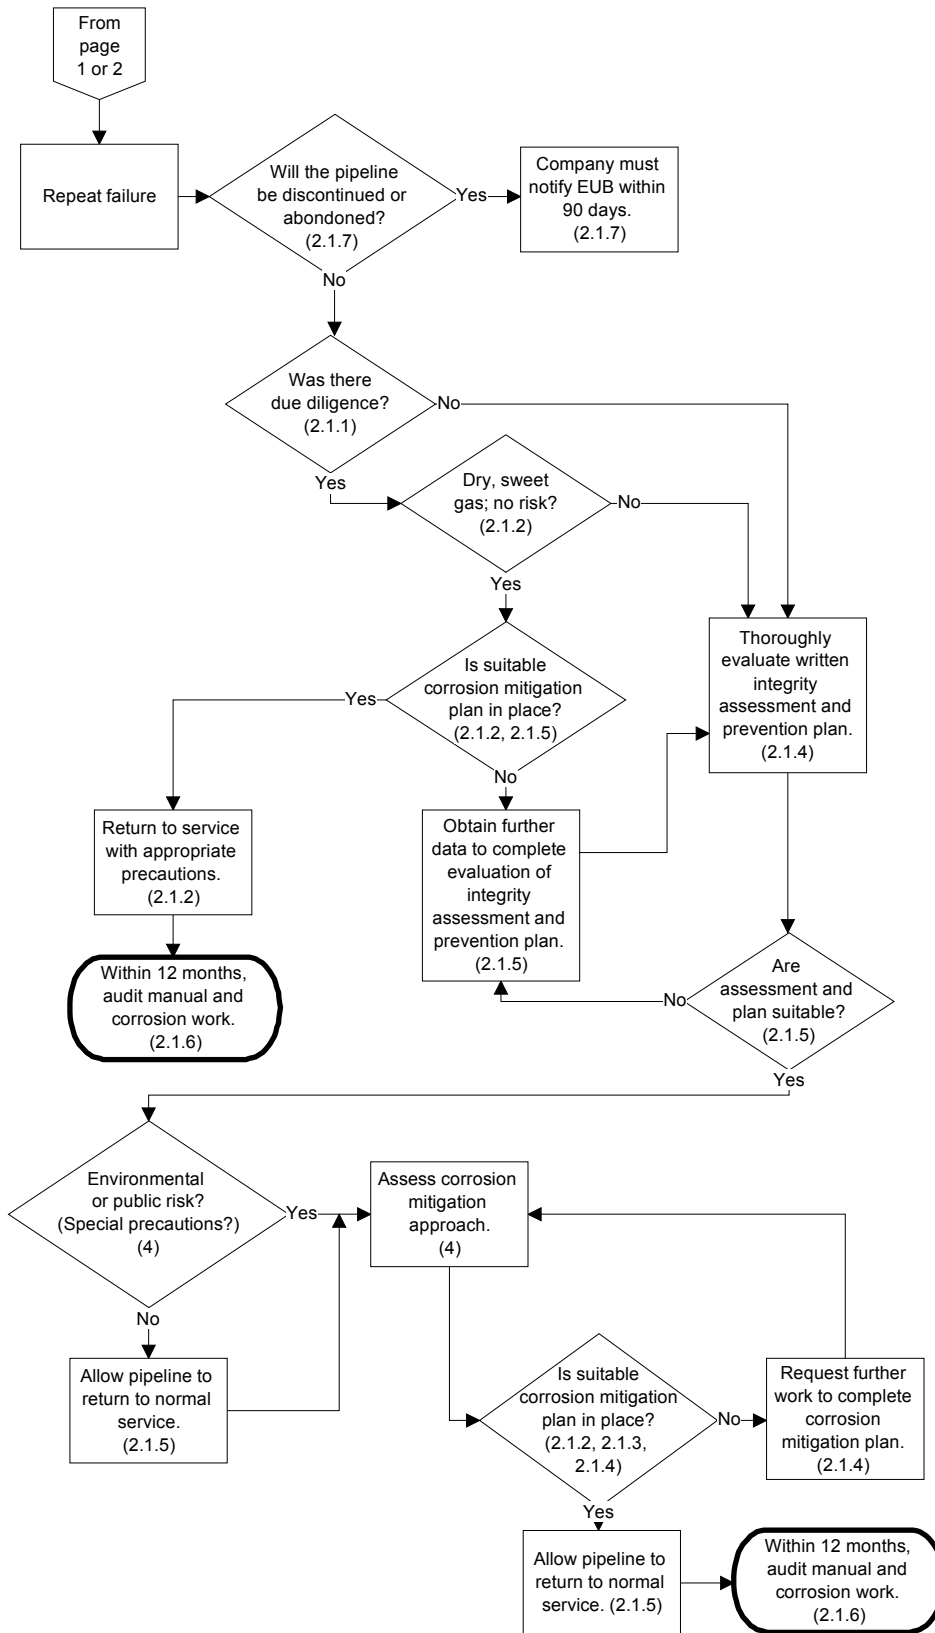 From
page
1 or 2
Repeat failure
Will the pipeline
be discontinued or
abondoned?
(2.1.7)
Yes
Company must
notify EUB within
90 days.
(2.1.7)
No
Was there
due diligence?
(2.1.1)
No
Yes
Dry, sweet
gas; no risk?
(2.1.2)
No
Yes
Is suitable
corrosion mitigation
plan in place?
(2.1.2, 2.1.5)
Yes
No
Thoroughly
evaluate written
integrity
assessment and
prevention plan.
(2.1.4)
Return to service
with appropriate
precautions.
(2.1.2)
Obtain further
data to complete
evaluation of
integrity
assessment and
prevention plan.
(2.1.5)
Within 12 months,
audit manual and
corrosion work.
(2.1.6)
Are
assessment and
plan suitable?
(2.1.5)
No
Yes
Environmental
or public risk?
(Special precautions?)
(4)
Yes
No
Assess corrosion
mitigation
approach.
(4)
Allow pipeline to
return to normal
service.
(2.1.5)
Is suitable
corrosion mitigation
plan in place?
(2.1.2, 2.1.3,
2.1.4)
No
Request further
work to complete
corrosion
mitigation plan.
(2.1.4)
Yes
Allow pipeline to
return to normal
service. (2.1.5)
Within 12 months,
audit manual and
corrosion work.
(2.1.6)